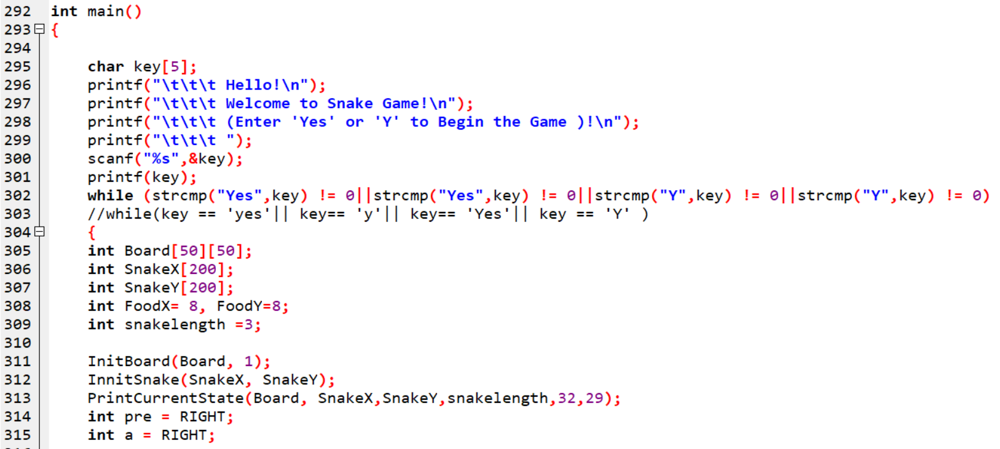 292 int main()
293 {
294
295 char key[5];
296 printf("\t\t\t Hello!\n");
297 printf("\t\t\t Welcome to Snake Game!\n");
298 printf("\t\t\t (Enter 'Yes' or 'Y' to Begin the Game )!\n");
299 printf("\t\t\t ");
300 scanf("%s",&key);
301 printf(key);
302 while (strcmp("Yes",key) != 0||strcmp("Yes",key) != 0||strcmp("Y",key) != 0||strcmp("Y",key) != 0)
303 //while(key == 'yes'|| key== 'y'|| key== 'Yes'|| key == 'Y' )
304 {
305 int Board[50][50];
306 int SnakeX[200];
307 int SnakeY[200];
308 int FoodX= 8, FoodY=8;
309 int snakelength =3;
310
311 InitBoard(Board, 1);
312 InnitSnake(SnakeX, SnakeY);
313 PrintCurrentState(Board, SnakeX,SnakeY,snakelength,32,29);
314 int pre = RIGHT;
315 int a = RIGHT;